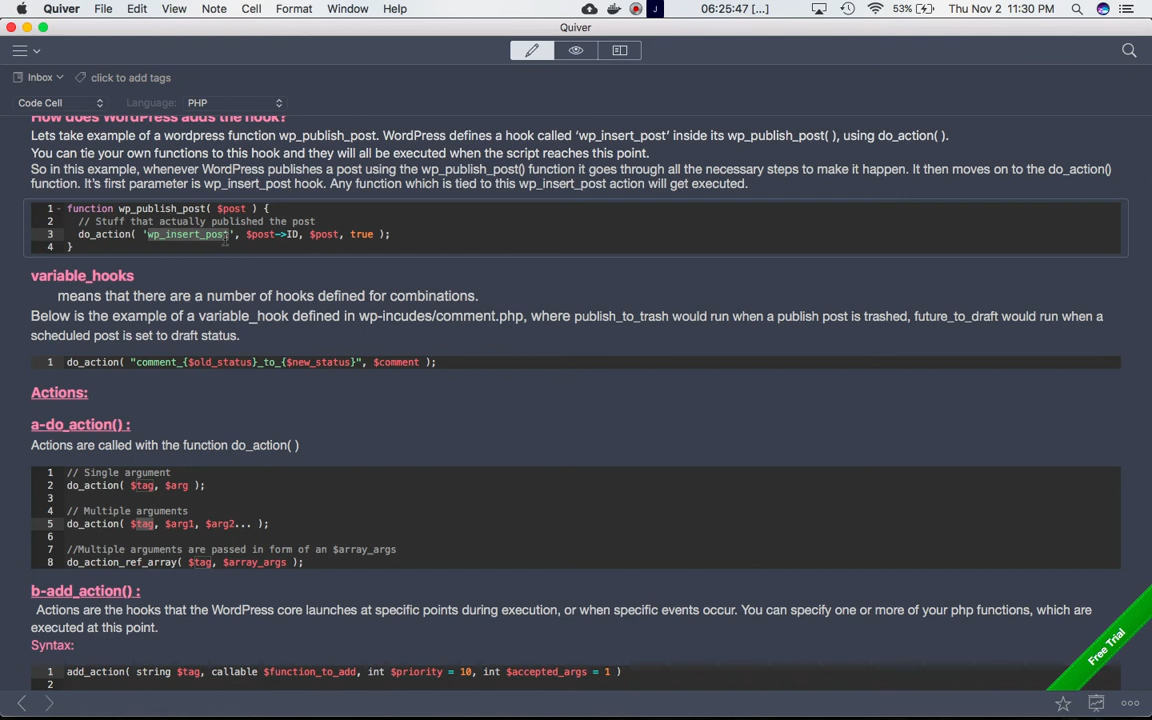 Quiver File Edit View Note Cell Format Window Help J 06:25:47 [...] 53% Thu Nov 2 11:30 PM
Quiver
Inbox click to add tags
Code Cell Language: PHP
How does WordPress adds the hook?
Lets take example of a wordpress function wp_publish_post. WordPress defines a hook called ‘wp_insert_post’ inside its wp_publish_post( ), using do_action( ).
You can tie your own functions to this hook and they will all be executed when the script reaches this point.
So in this example, whenever WordPress publishes a post using the wp_publish_post() function it goes through all the necessary steps to make it happen. It then moves on to the do_action()
function. It’s first parameter is wp_insert_post hook. Any function which is tied to this wp_insert_post action will get executed.
1 function wp_publish_post( $post ) {
2 // Stuff that actually published the post
3 do_action( 'wp_insert_post', $post->ID, $post, true );
4 }
variable_hooks
means that there are a number of hooks defined for combinations.
Below is the example of a variable_hook defined in wp-incudes/comment.php, where publish_to_trash would run when a publish post is trashed, future_to_draft would run when a
scheduled post is set to draft status.
1 do_action( "comment_{$old_status}_to_{$new_status}", $comment );
Actions:
a-do_action() :
Actions are called with the function do_action( )
1 // Single argument
2 do_action( $tag, $arg );
3
4 // Multiple arguments
5 do_action( $tag, $arg1, $arg2... );
6
7 //Multiple arguments are passed in form of an $array_args
8 do_action_ref_array( $tag, $array_args );
b-add_action() :
Actions are the hooks that the WordPress core launches at specific points during execution, or when specific events occur. You can specify one or more of your php functions, which are
executed at this point.
Syntax:
1 add_action( string $tag, callable $function_to_add, int $priority = 10, int $accepted_args = 1 )
2
Free Trial